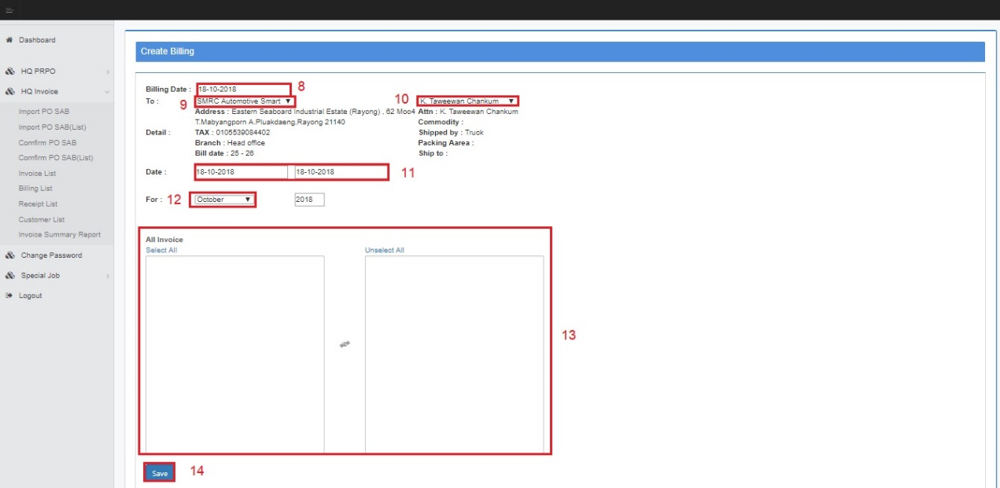 Dashboard
HQ PRPO
HQ Invoice
Import PO SAB
Import PO SAB(List)
Comfirm PO SAB
Comfirm PO SAB(List)
Invoice List
Billing List
Receipt List
Customer List
Invoice Summary Report
Change Password
Special Job
Logout
Create Billing
Billing Date : 18-10-2018 8
To : 9 SMRC Automotive Smart ▼ 10 K. Taweewan Chankum ▼
Address : Eastern Seaboard Industrial Estate (Rayong) , 62 Moo4 Attn : K. Taweewan Chankum
T.Mabyangporn A.Pluakdaeng,Rayong 21140 Commodity :
Detail : TAX : 0105539084402 Shipped by : Truck
Branch : Head office Packing Aarea :
Bill date : 25 - 26 Ship to :
Date : 18-10-2018 18-10-2018 11
For : 12 October ▼ 2018
All Invoice
Select All Unselect All
13
Save 14